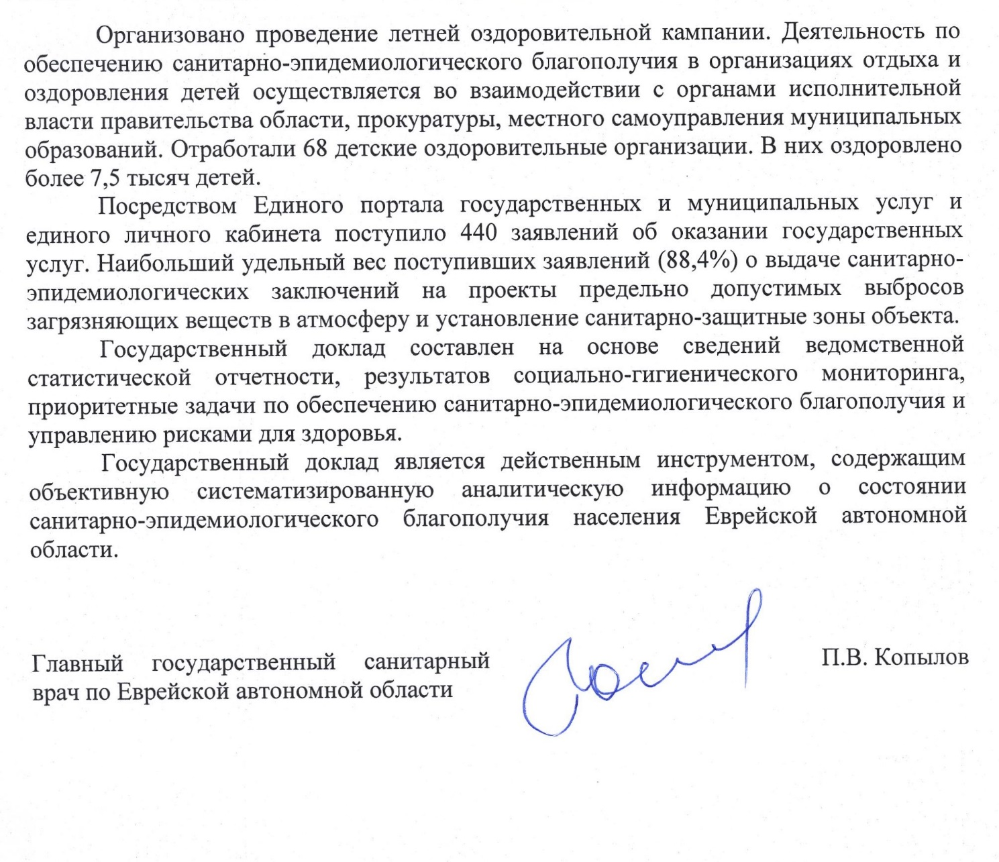 Организовано проведение летней оздоровительной кампании. Деятельность по
обеспечению санитарно-эпидемиологического благополучия в организациях отдыха и
оздоровления детей осуществляется во взаимодействии с органами исполнительной
власти правительства области, прокуратуры, местного самоуправления муниципальных
образований. Отработали 68 детские оздоровительные организации. В них оздоровлено
более 7,5 тысяч детей.
Посредством Единого портала государственных и муниципальных услуг и
единого личного кабинета поступило 440 заявлений об оказании государственных
услуг. Наибольший удельный вес поступивших заявлений (88,4%) о выдаче санитарно-
эпидемиологических заключений на проекты предельно допустимых выбросов
загрязняющих веществ в атмосферу и установление санитарно-защитные зоны объекта.
Государственный доклад составлен на основе сведений ведомственной
статистической отчетности, результатов социально-гигиенического мониторинга,
приоритетные задачи по обеспечению санитарно-эпидемиологического благополучия и
управлению рисками для здоровья.
Государственный доклад является действенным инструментом, содержащим
объективную систематизированную аналитическую информацию о состоянии
санитарно-эпидемиологического благополучия населения Еврейской автономной
области.
Главный государственный санитарный
врач по Еврейской автономной области
П.В. Копылов